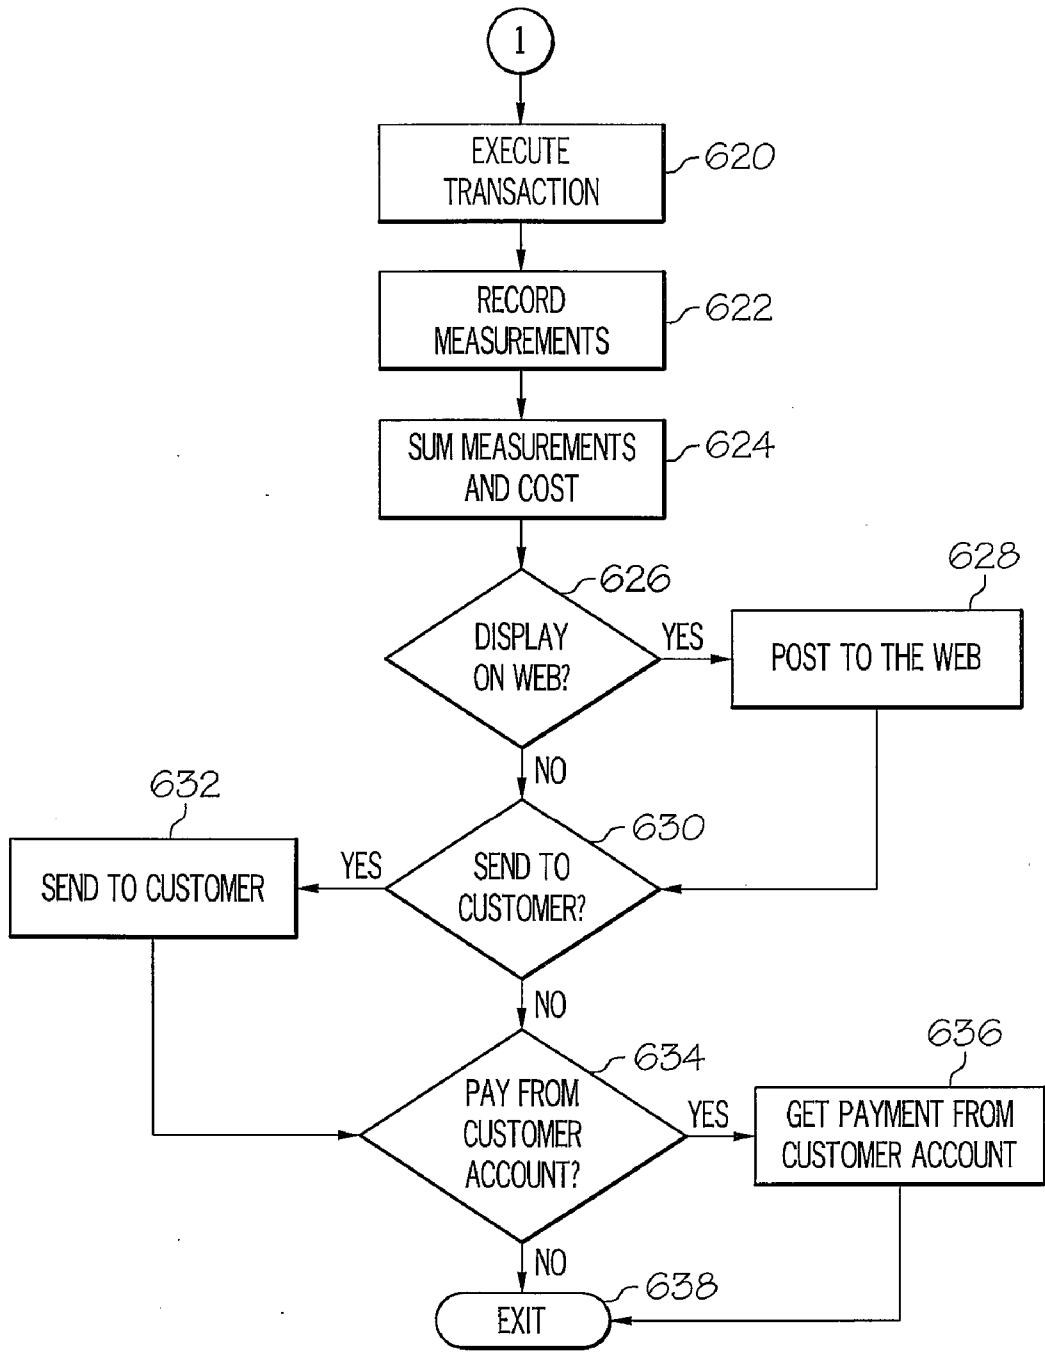 1
EXECUTE
TRANSACTION
620
RECORD
MEASUREMENTS
622
SUM MEASUREMENTS
AND COST
624
626
DISPLAY
ON WEB?
YES
628
POST TO THE WEB
NO
632
SEND TO CUSTOMER
YES
630
SEND TO
CUSTOMER?
NO
634
PAY FROM
CUSTOMER
ACCOUNT?
YES
636
GET PAYMENT FROM
CUSTOMER ACCOUNT
NO
638
EXIT